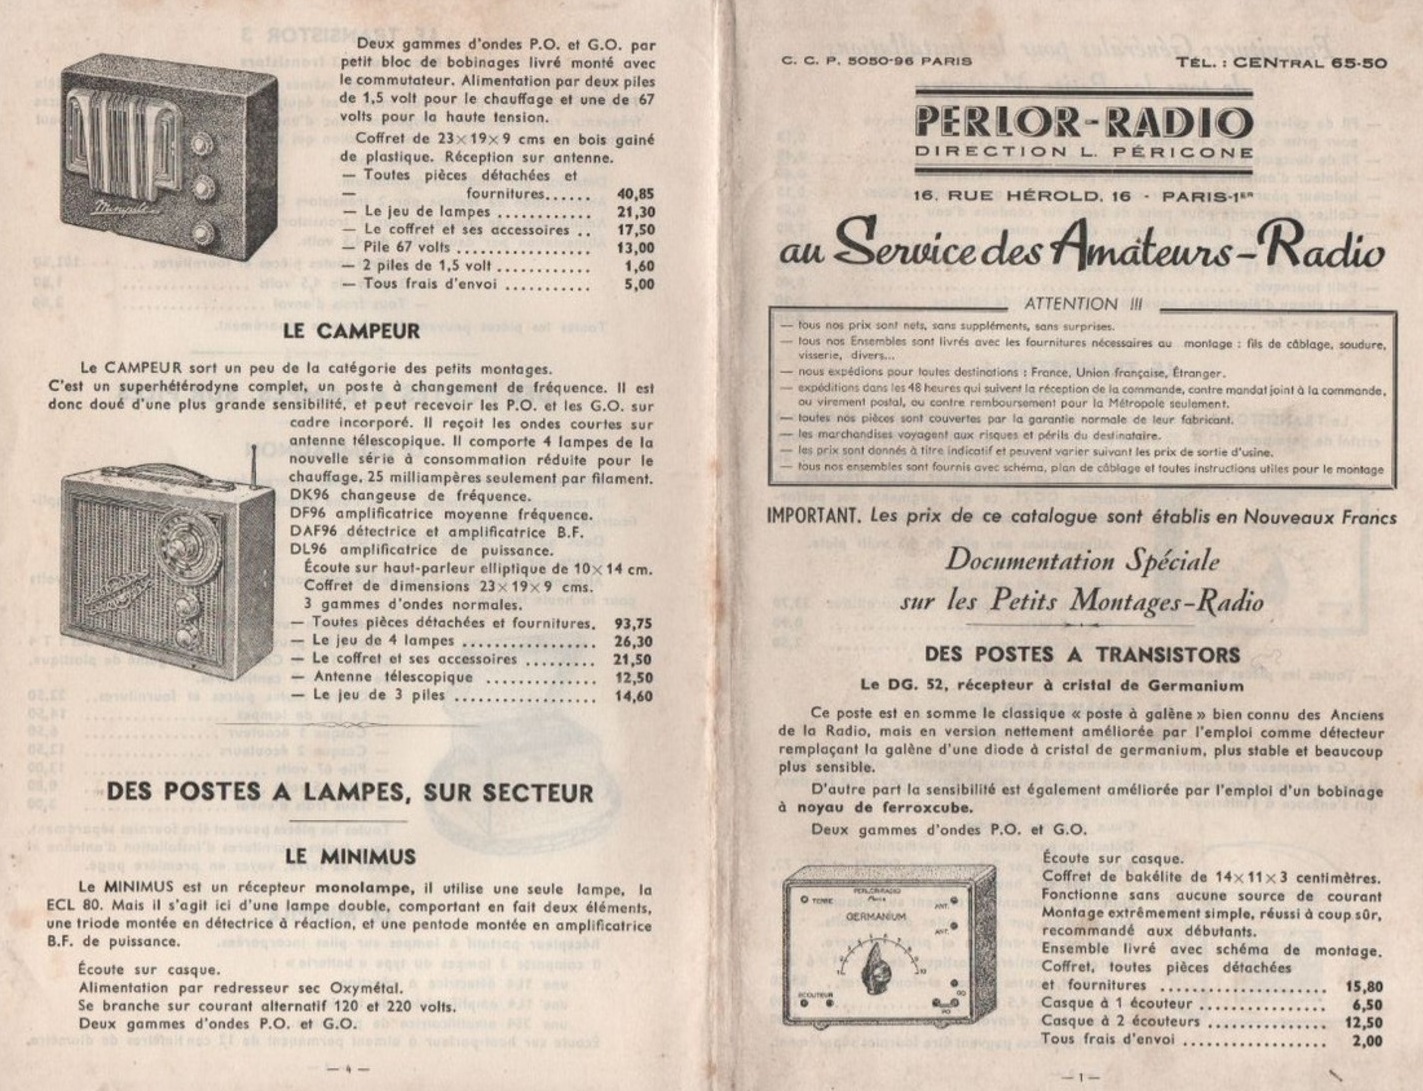 Deux gammes d'ondes P.O. et G.O. par
petit bloc de bobinages livré monté avec
le commutateur. Alimentation par deux piles
de 1,5 volt pour le chauffage et une de 67
volts pour la haute tension.
Coffret de 23×19×9 cms en bois gainé
de plastique. Réception sur antenne.
— Toutes pièces détachées et
— fournitures...... 40,85
— Le jeu de lampes ............ 21,30
— Le coffret et ses accessoires .. 17,50
— Pile 67 volts ................. 13,00
— 2 piles de 1,5 volt ............ 1,60
— Tous frais d'envoi ........... 5,00
LE CAMPEUR
Le CAMPEUR sort un peu de la catégorie des petits montages.
C'est un superhétérodyne complet, un poste à changement de fréquence. Il est
donc doué d'une plus grande sensibilité, et peut recevoir les P.O. et les G.O. sur
cadre incorporé. Il reçoit les ondes courtes sur
antenne télescopique. Il comporte 4 lampes de la
nouvelle série à consommation réduite pour le
chauffage, 25 milliampères seulement par filament.
DK96 changeuse de fréquence.
DF96 amplificatrice moyenne fréquence.
DAF96 détectrice et amplificatrice B.F.
DL96 amplificatrice de puissance.
Écoute sur haut-parleur elliptique de 10×14 cm.
Coffret de dimensions 23×19×9 cms.
3 gammes d'ondes normales.
— Toutes pièces détachées et fournitures. 93,75
— Le jeu de 4 lampes ................ 26,30
— Le coffret et ses accessoires ......... 21,50
— Antenne télescopique .............. 12,50
— Le jeu de 3 piles .................. 14,60
DES POSTES A LAMPES, SUR SECTEUR
LE MINIMUS
Le MINIMUS est un récepteur monolampe, il utilise une seule lampe, la
ECL 80. Mais il s'agit ici d'une lampe double, comportant en fait deux éléments,
une triode montée en détectrice à réaction, et une pentode montée en amplificatrice
B.F. de puissance.
Écoute sur casque.
Alimentation par redresseur sec Oxymétal.
Se branche sur courant alternatif 120 et 220 volts.
Deux gammes d'ondes P.O. et G.O.
— 4 —
C. C. P. 5050-96 PARIS
TÉL. : CENTRAL 65-50
PERLOR-RADIO
DIRECTION L. PÉRICONE
16, RUE HÉROLD, 16 - PARIS-1ER
au Service des Amateurs-Radio
ATTENTION !!!
— tous nos prix sont nets, sans suppléments, sans surprises.
— tous nos Ensembles sont livrés avec les fournitures nécessaires au montage : fils de câblage, soudure,
visserie, divers...
— nous expédions pour toutes destinations : France, Union française, Étranger.
— expéditions dans les 48 heures qui suivent la réception de la commande, contre mandat joint à la commande,
ou virement postal, ou contre remboursement pour la Métropole seulement.
— toutes nos pièces sont couvertes par la garantie normale de leur fabricant.
— les marchandises voyagent aux risques et périls du destinataire.
— les prix sont donnés à titre indicatif et peuvent varier suivant les prix de sortie d'usine.
— tous nos ensembles sont fournis avec schéma, plan de câblage et toutes instructions utiles pour le montage
IMPORTANT. Les prix de ce catalogue sont établis en Nouveaux Francs
Documentation Spéciale
sur les Petits Montages-Radio
DES POSTES A TRANSISTORS
Le DG. 52, récepteur à cristal de Germanium
Ce poste est en somme le classique « poste à galène » bien connu des Anciens
de la Radio, mais en version nettement améliorée par l'emploi comme détecteur
remplaçant la galène d'une diode à cristal de germanium, plus stable et beaucoup
plus sensible.
D'autre part la sensibilité est également améliorée par l'emploi d'un bobinage
à noyau de ferroxcube.
Deux gammes d'ondes P.O. et G.O.
Écoute sur casque.
Coffret de bakélite de 14×11×3 centimètres.
Fonctionne sans aucune source de courant
Montage extrêmement simple, réussi à coup sûr,
recommandé aux débutants.
Ensemble livré avec schéma de montage.
Coffret, toutes pièces détachées
et fournitures ..................... 15,80
Casque à 1 écouteur ................ 6,50
Casque à 2 écouteurs ............... 12,50
Tous frais d'envoi .................. 2,00
PERLOR-RADIO
Paris
TERRE
ANT.
GERMANIUM
ANT.
1
10
ECOUTEUR
GO
PO
— 1 —